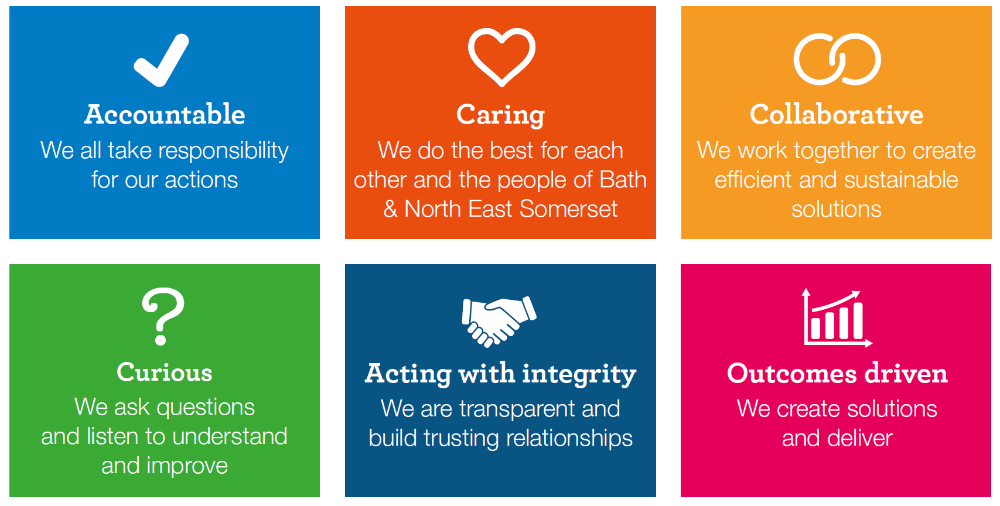 Accountable
We all take responsibility
for our actions
Caring
We do the best for each
other and the people of Bath
& North East Somerset
Collaborative
We work together to create
efficient and sustainable
solutions
Curious
We ask questions
and listen to understand
and improve
Acting with integrity
We are transparent and
build trusting relationships
Outcomes driven
We create solutions
and deliver